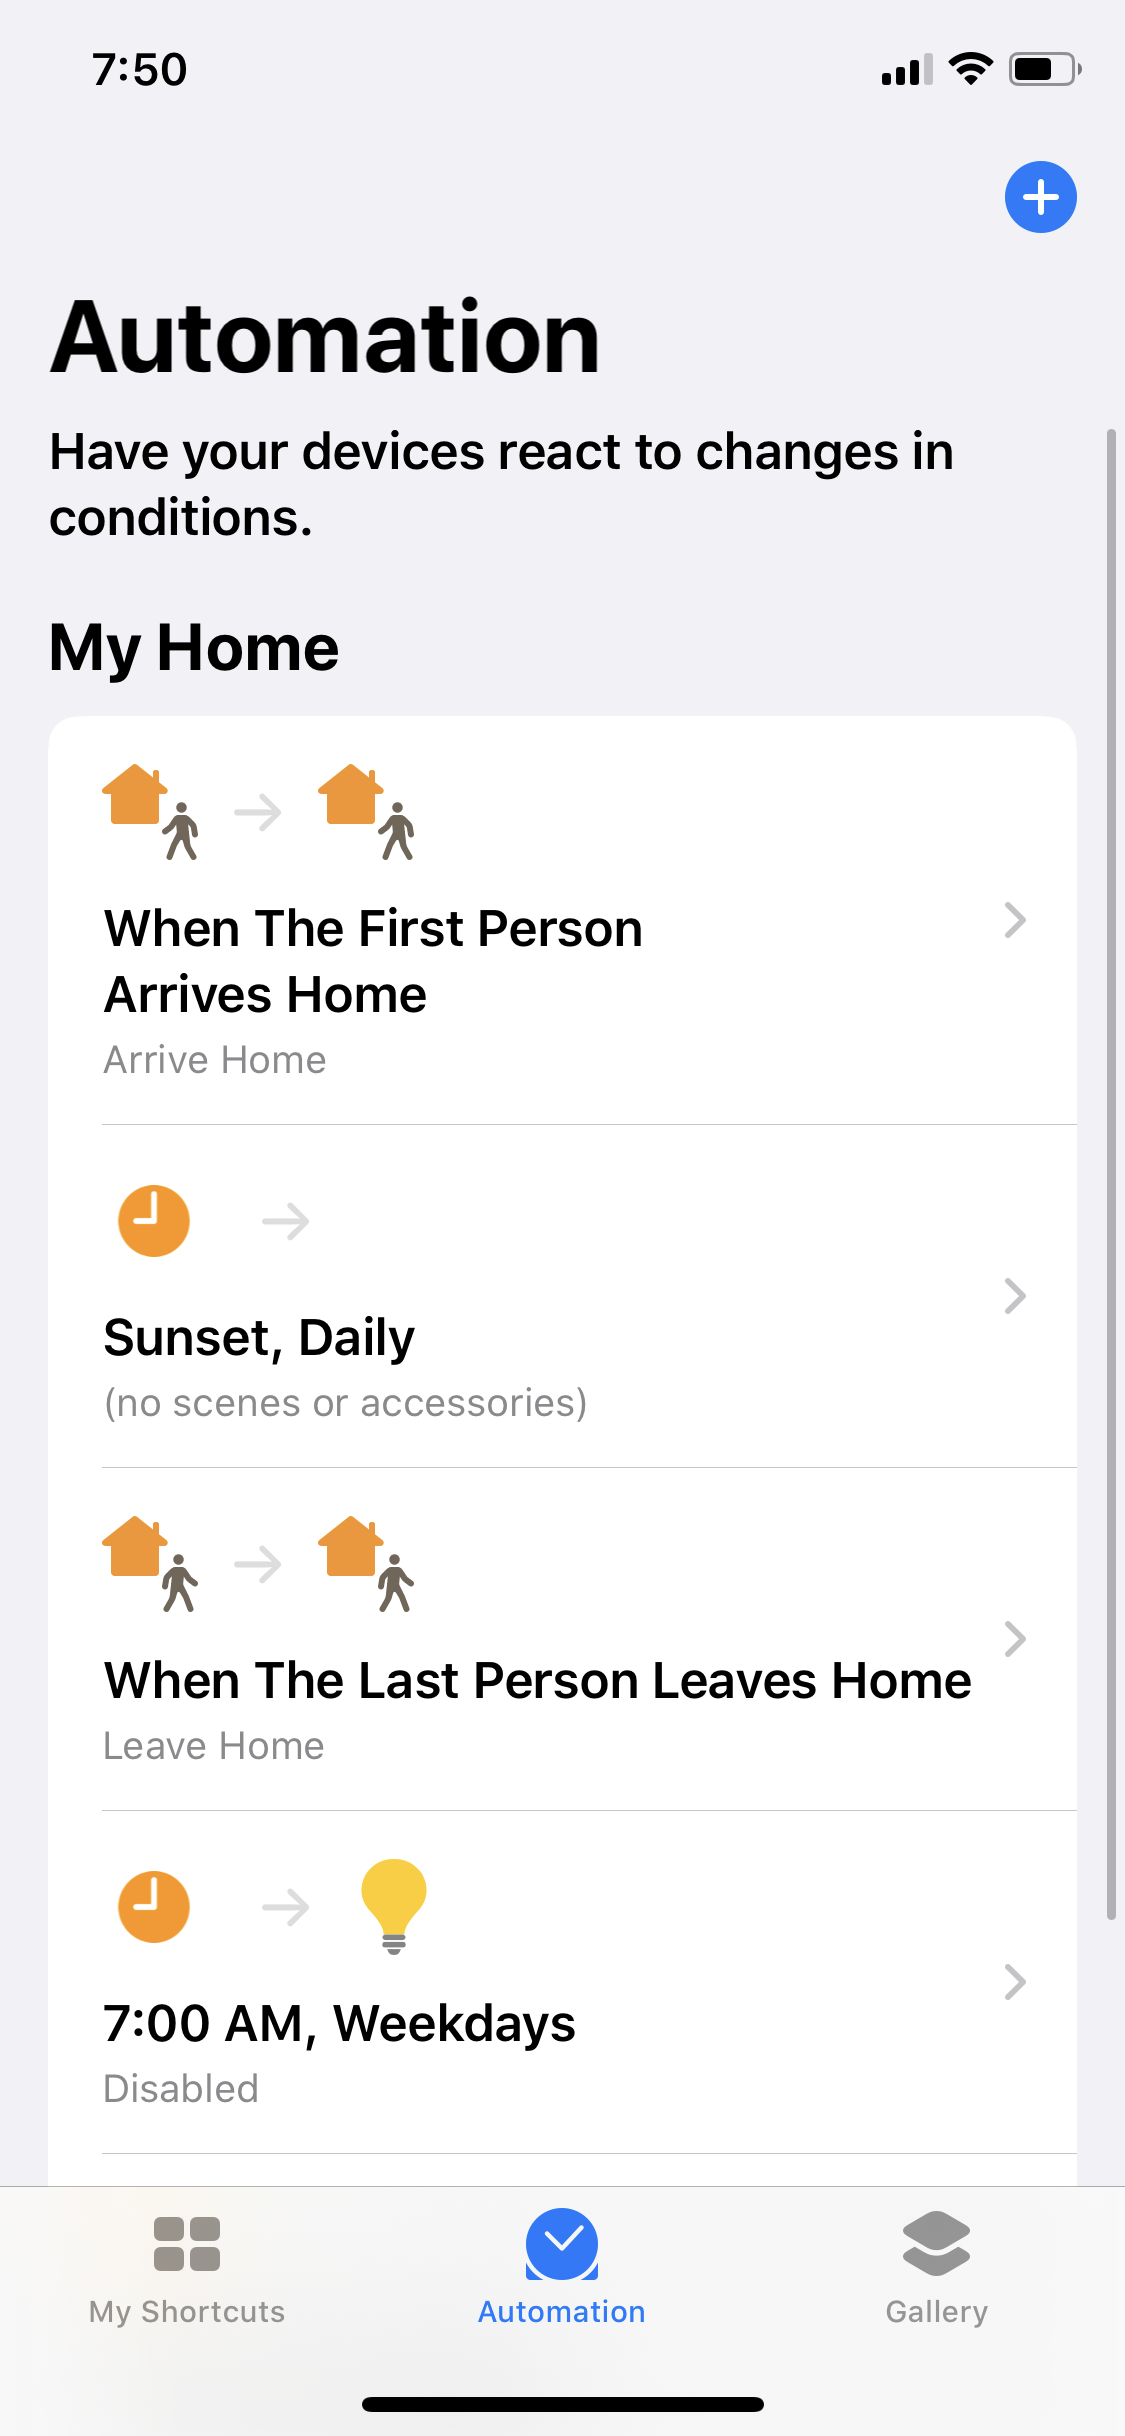 7:50
Automation
Have your devices react to changes in
conditions.
My Home
When The First Person
Arrives Home
Arrive Home
Sunset, Daily
(no scenes or accessories)
When The Last Person Leaves Home
Leave Home
7:00 AM, Weekdays
Disabled
My Shortcuts
Automation
Gallery